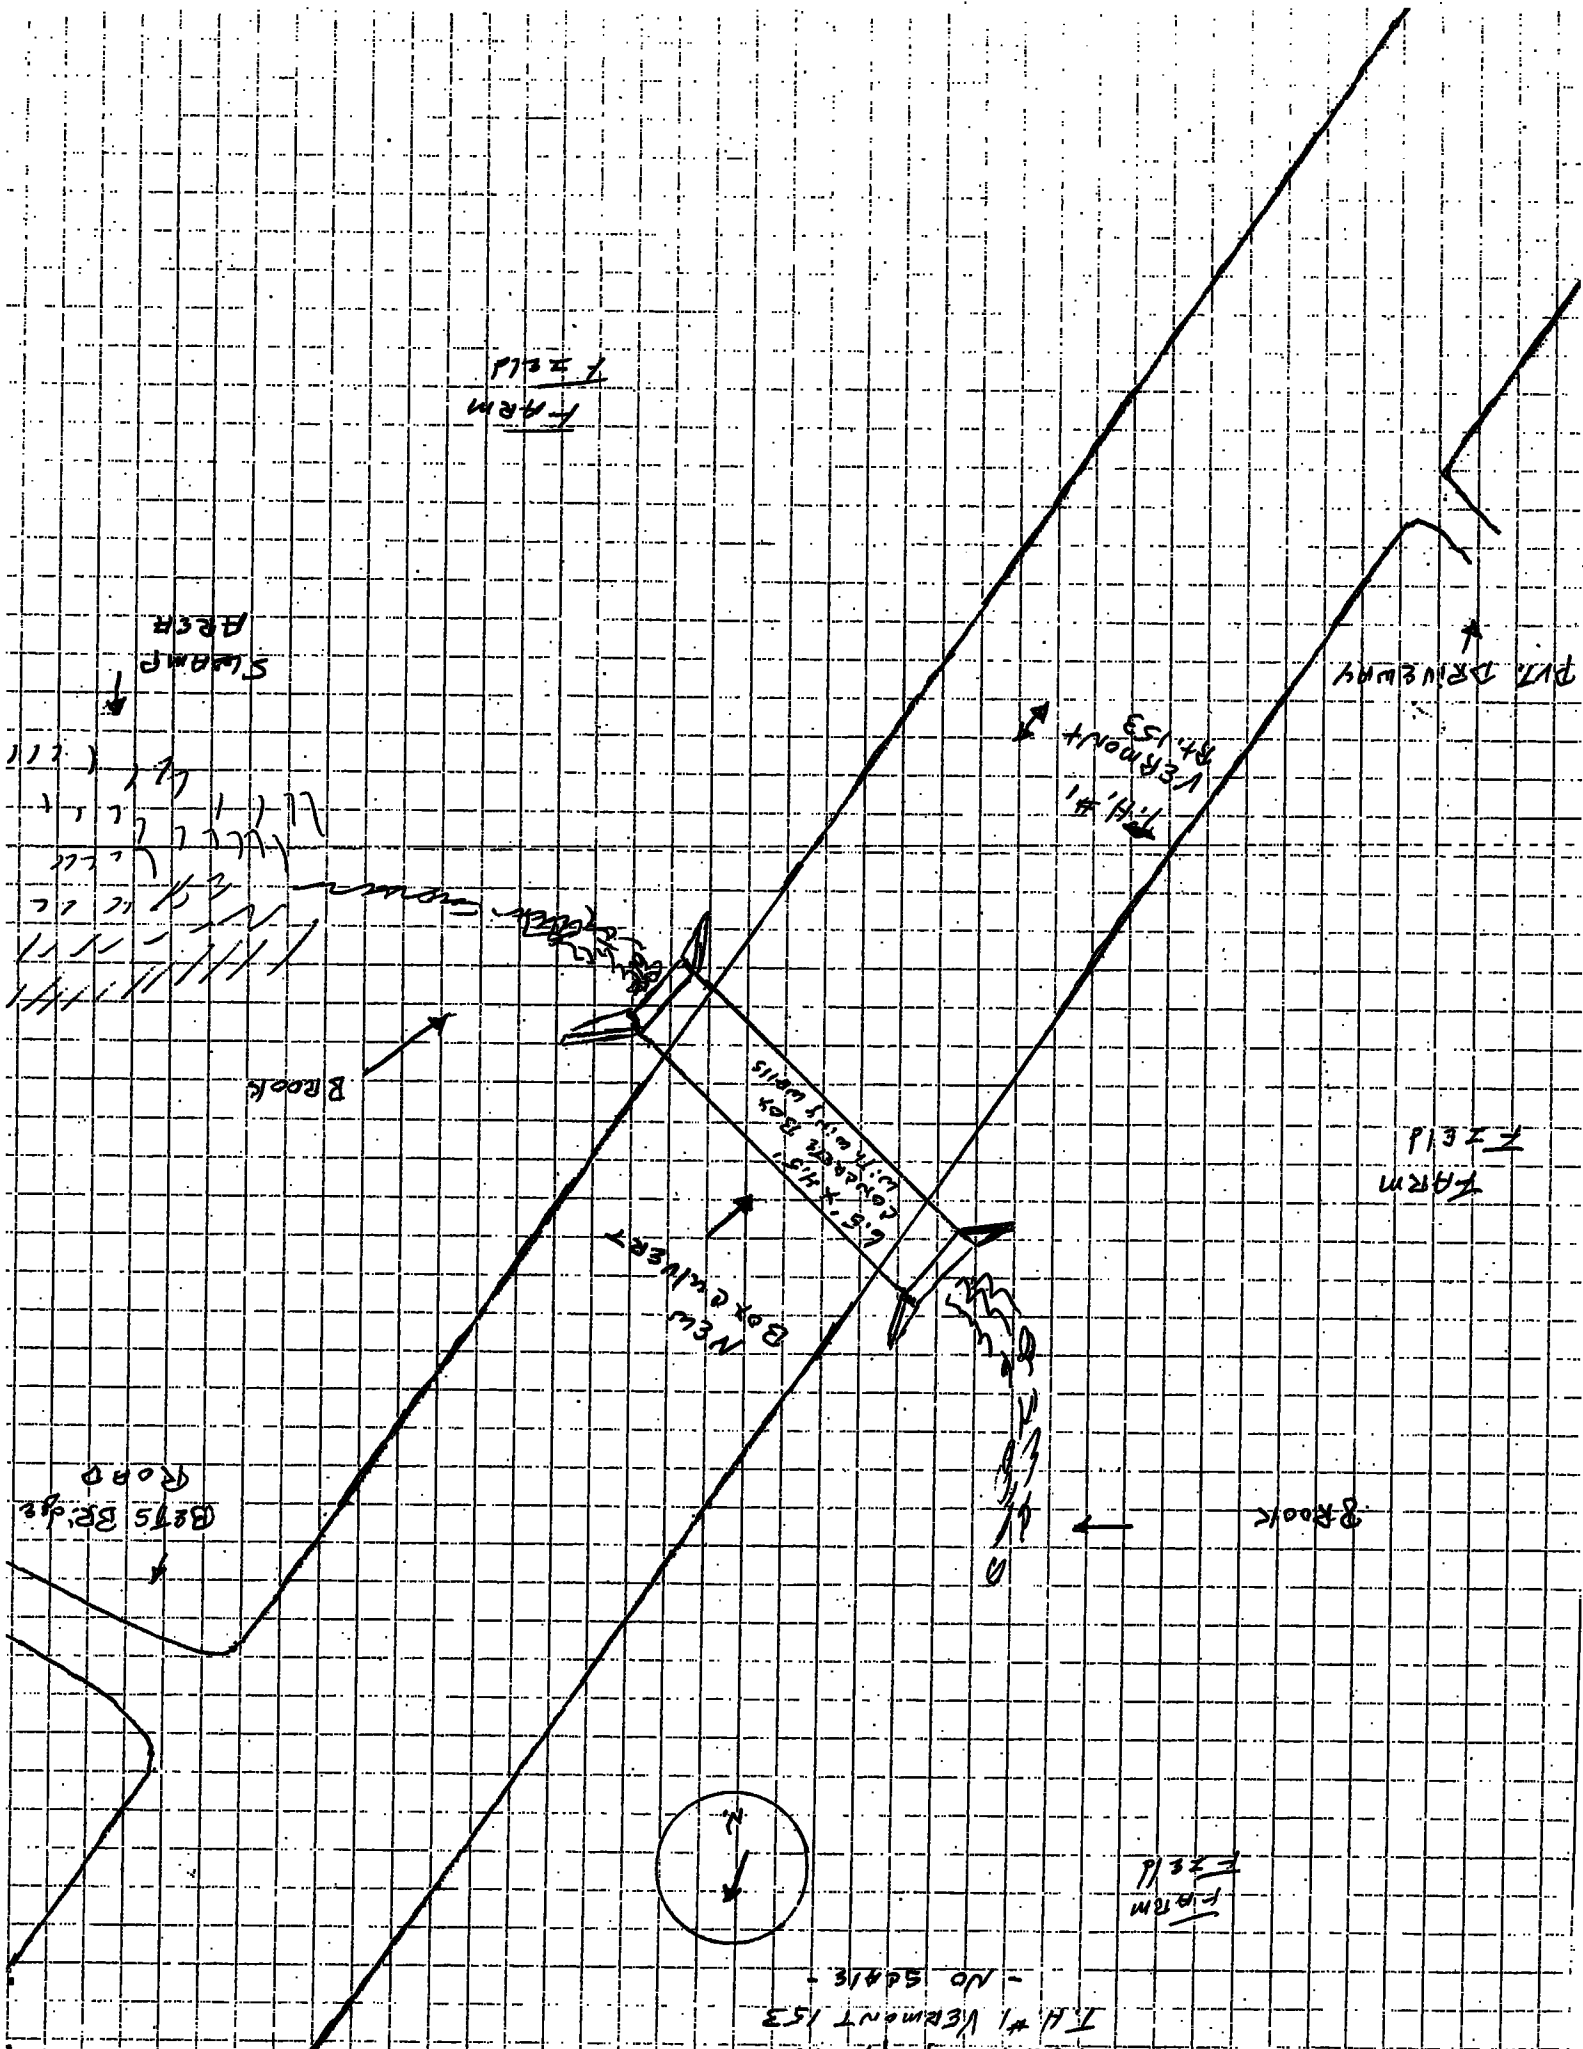 T.H #1 VERMONT 153
- NO SCALE -
FARM
FIELD
N.
BETTS BRidge
ROAD
BROOK
NEW
BOX CULVERT
6.5' X 4.5'
CONCRETE BOX
WITH WING WALLS
FARM
FIELD
BROOK
T.H. #1
VERMONT
Rt. 153
PVT. DRIVEWAY
SWAMP
AREA
FARM
FIELD